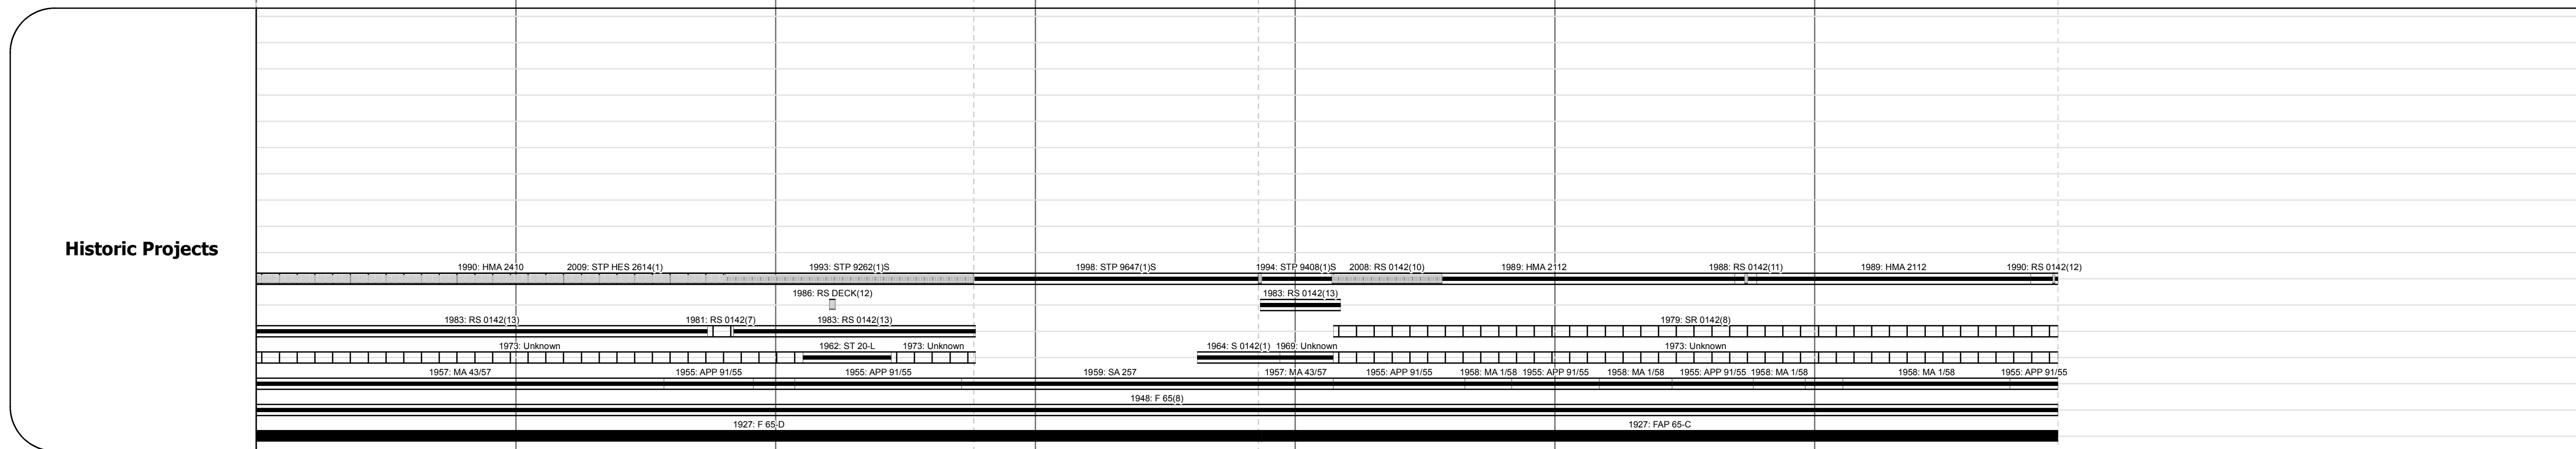 Historic Projects
1990: HMA 2410 2009: STP HES 2614(1) 1993: STP 9262(1)S 1998: STP 9647(1)S 1994: STP 9408(1)S 2008: RS 0142(10) 1989: HMA 2112 1988: RS 0142(11) 1989: HMA 2112 1990: RS 0142(12)
1986: RS DECK(12) 1983: RS 0142(13)
1983: RS 0142(13) 1981: RS 0142(7) 1983: RS 0142(13) 1979: SR 0142(8)
1973: Unknown 1962: ST 20-L 1973: Unknown 1964: S 0142(1) 1969: Unknown 1973: Unknown
1957: MA 43/57 1955: APP 91/55 1955: APP 91/55 1959: SA 257 1957: MA 43/57 1955: APP 91/55 1958: MA 1/58 1955: APP 91/55 1958: MA 1/58 1955: APP 91/55 1958: MA 1/58 1958: MA 1/58 1955: APP 91/55
1948: F 65(8)
1927: F 65-D 1927: FAP 65-C